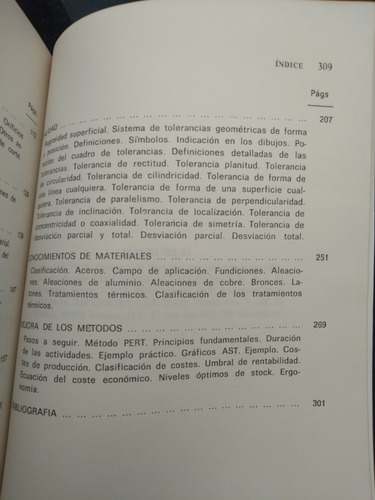 ÍNDICE 309
Págs
207
Rugosidad superficial. Sistema de tolerancias geométricas de forma
y posición. Definiciones. Símbolos. Indicación en los dibujos. Po-
sición del cuadro de tolerancias. Definiciones detalladas de las
tolerancias. Tolerancia de rectitud. Tolerancia planitud. Tolerancia
de circularidad. Tolerancia de cilindricidad. Tolerancia de forma de
una línea cualquiera. Tolerancia de forma de una superficie cual-
quiera. Tolerancia de paralelismo. Tolerancia de perpendicularidad.
Tolerancia de inclinación. Tolerancia de localización. Tolerancia de
concentricidad o coaxialidad. Tolerancia de simetría. Tolerancia de
desviación parcial y total. Desviación parcial. Desviación total.
CONOCIMIENTOS DE MATERIALES ... ... ... ... ... ... ... ... 251
Clasificación. Aceros. Campo de aplicación. Fundiciones. Aleacio-
nes. Aleaciones de aluminio. Aleaciones de cobre. Bronces. La-
tones. Tratamientos térmicos. Clasificación de los tratamientos
térmicos.
MEJORA DE LOS METODOS ... ... ... ... ... ... ... ... ... 269
Pasos a seguir. Método PERT. Principios fundamentales. Duración
de las actividades. Ejemplo práctico. Gráficos AST. Ejemplo. Cos-
tes de producción. Clasificación de costes. Umbral de rentabilidad.
Ecuación del coste económico. Niveles óptimos de stock. Ergo-
nomía.
BIBLIOGRAFIA ... ... ... ... ... ... ... ... ... ... ... 301